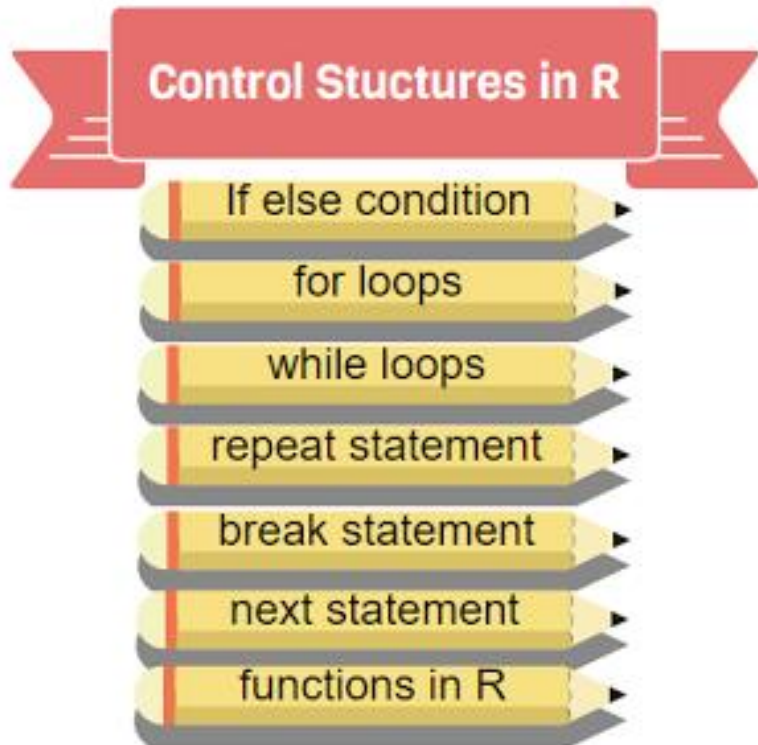 Control Stuctures in R
If else condition
for loops
while loops
repeat statement
break statement
next statement
functions in R